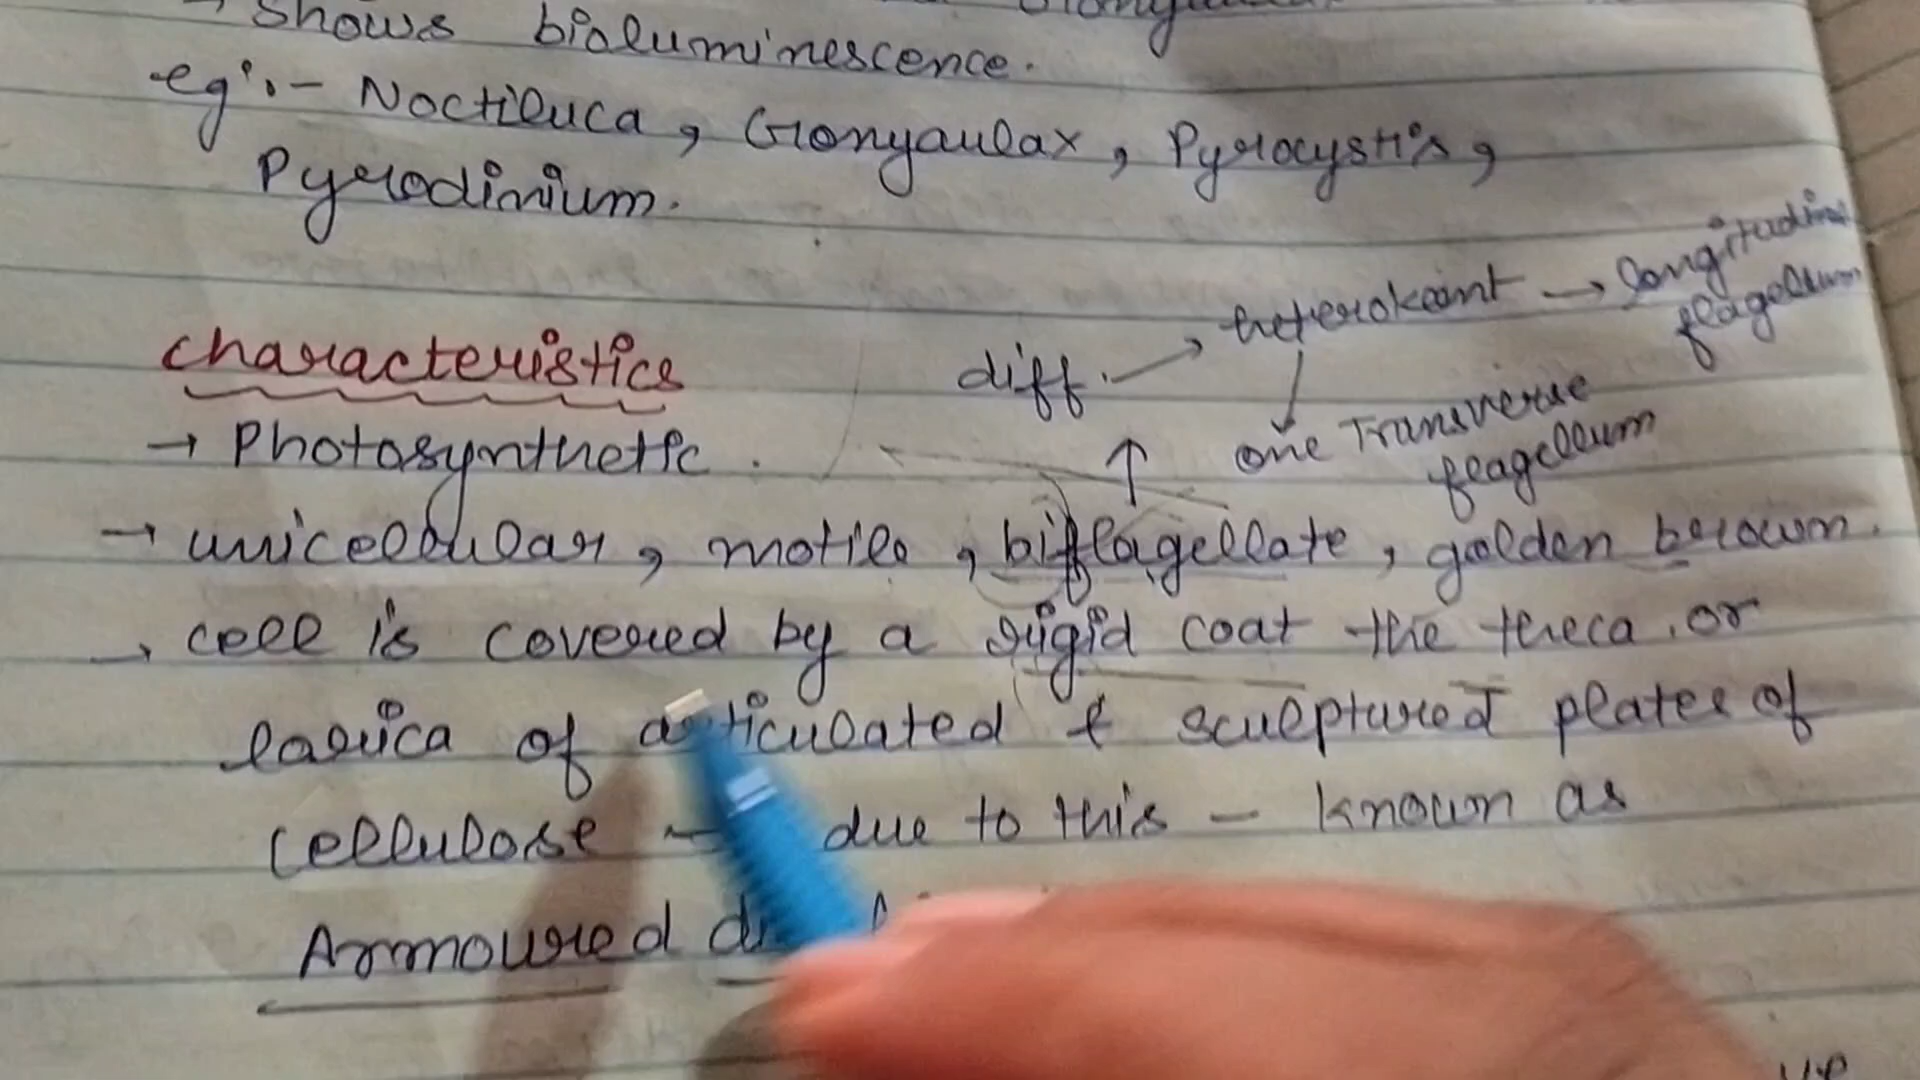 → Shows bioluminescence.
eg:- Noctiluca, Gonyaulax, Pyrocystis,
Pyrodinium.
characteristics
diff. → heterokont → longitudinal
flagellum
one Transverse
flagellum
→ Photosynthetic.
→ unicellular, motile, biflagellate, golden brown.
→ cell is covered by a rigid coat the theca or
lorica of articulated & sculptured plates of
cellulose - due to this - known as
Armoured